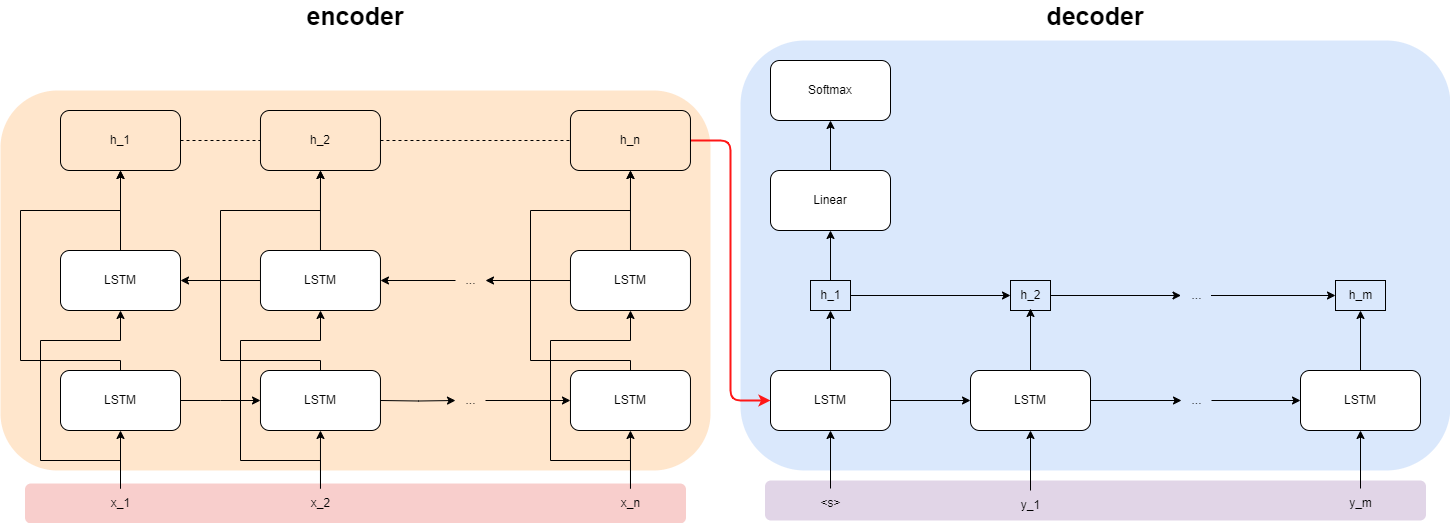 encoder
decoder
Softmax
h_1
h_2
h_n
Linear
LSTM
LSTM
...
LSTM
h_1
h_2
...
h_m
LSTM
LSTM
...
LSTM
LSTM
LSTM
...
LSTM
x_1
x_2
x_n
<s>
y_1
y_m